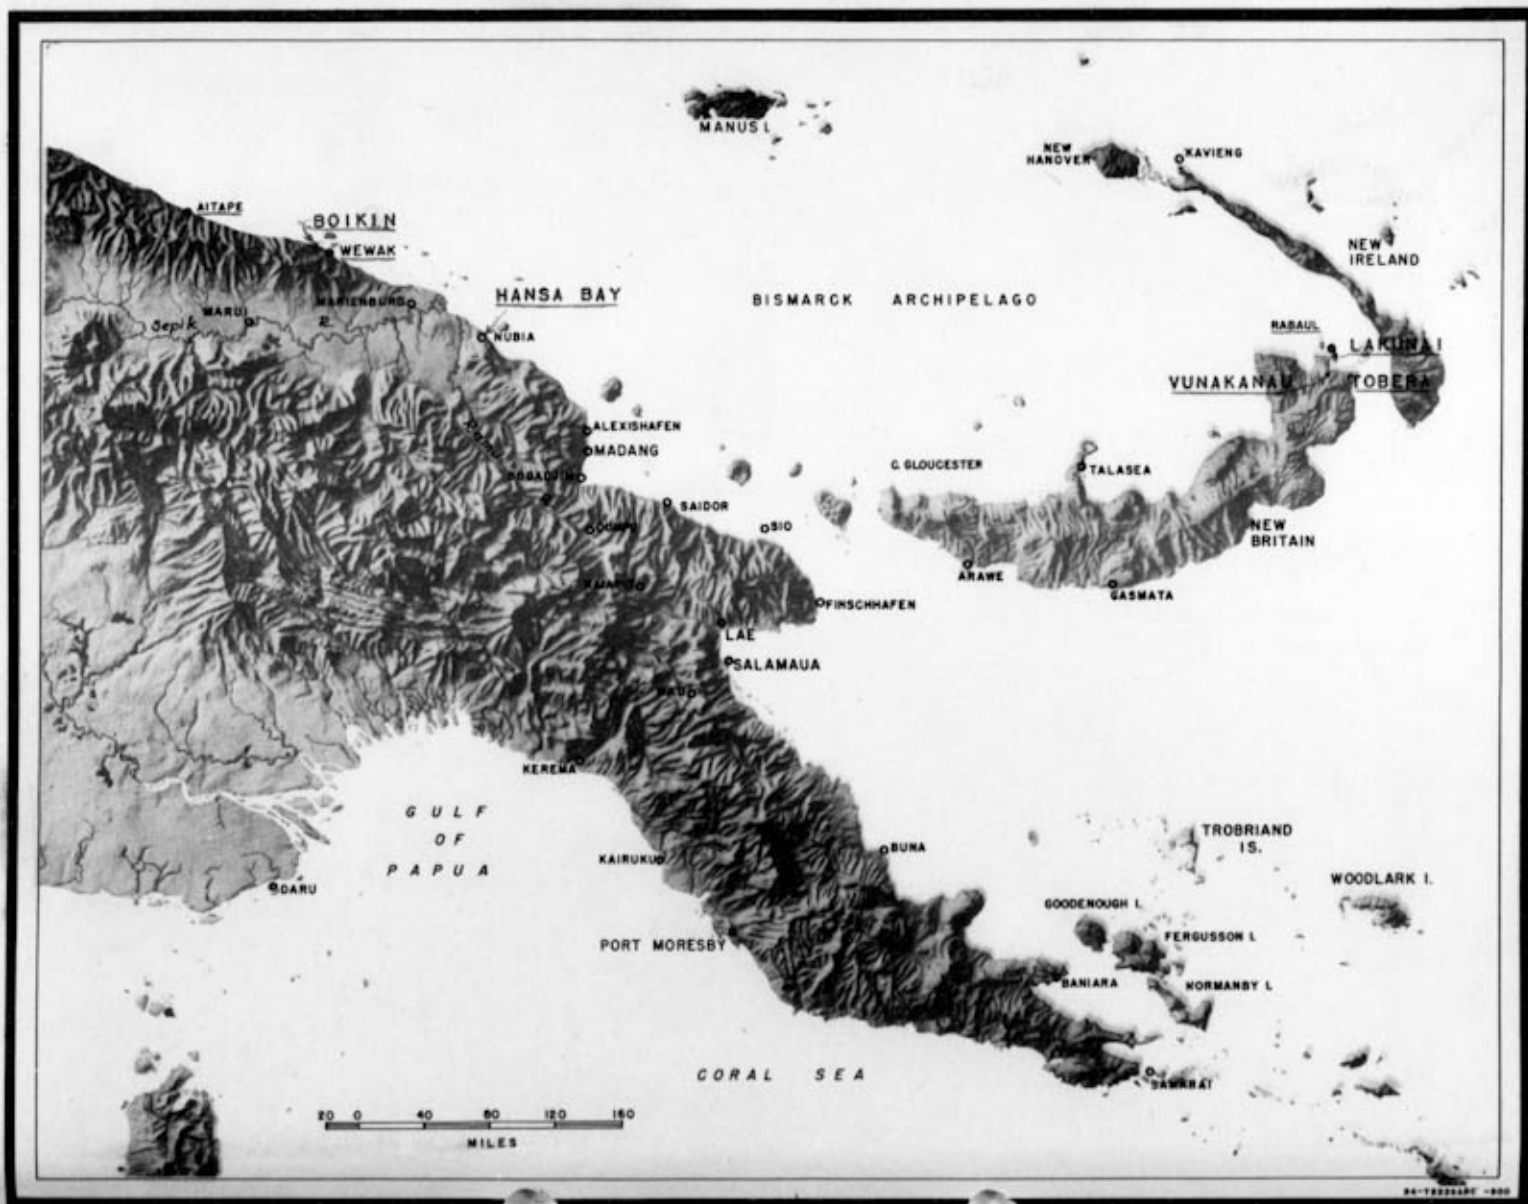 MANUS I.
NEW
HANOVER
KAVIENG
AITAPE
BOIKIN
WEWAK
NEW
IRELAND
HANSA BAY
BISMARCK ARCHIPELAGO
MARIENBURG
MARUI
Sepik R.
NUBIA
RABAUL
LAKUNAI
VUNAKANAU
TOBERA
ALEXISHAFEN
MADANG
BOGADJIM
C. GLOUCESTER
TALASEA
SAIDOR
SIO
NEW
BRITAIN
ARAWE
GASMATA
FINSCHHAFEN
LAE
SALAMAUA
KEREMA
GULF
OF
PAPUA
TROBRIAND
IS.
BUNA
KAIRUKU
WOODLARK I.
DARU
GOODENOUGH I.
FERGUSSON I.
PORT MORESBY
BANIARA
NORMANBY I.
CORAL SEA
SAMARAI
20 0 40 80 120 160
MILES